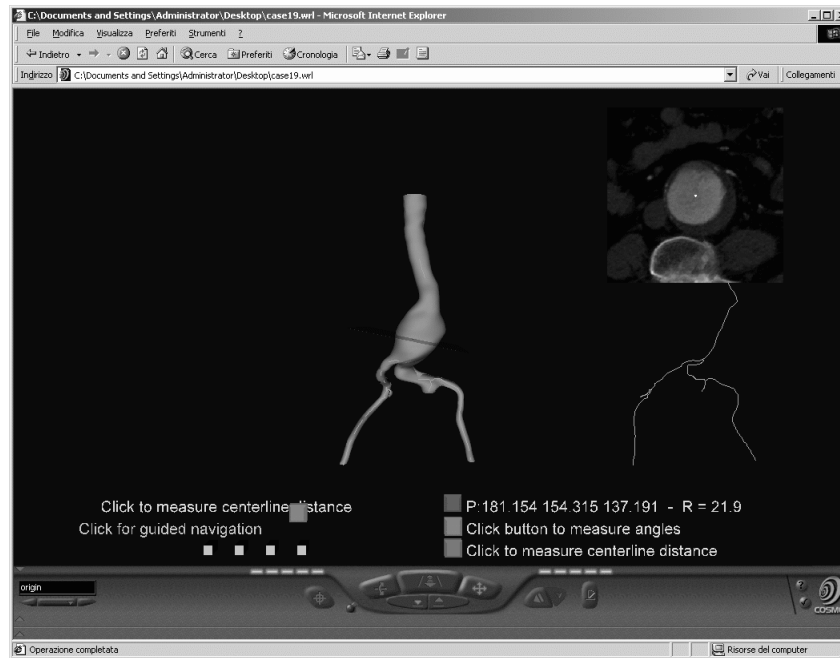 C:\Documents and Settings\Administrator\Desktop\case19.wrl - Microsoft Internet Explorer
File Modifica Visualizza Preferiti Strumenti ?
Indietro Cerca Preferiti Cronologia
Indirizzo C:\Documents and Settings\Administrator\Desktop\case19.wrl Vai Collegamenti
Click to measure centerline distance
Click for guided navigation
P:181.154 154.315 137.191 - R = 21.9
Click button to measure angles
Click to measure centerline distance
origin
?
COSMO
Operazione completata Risorse del computer